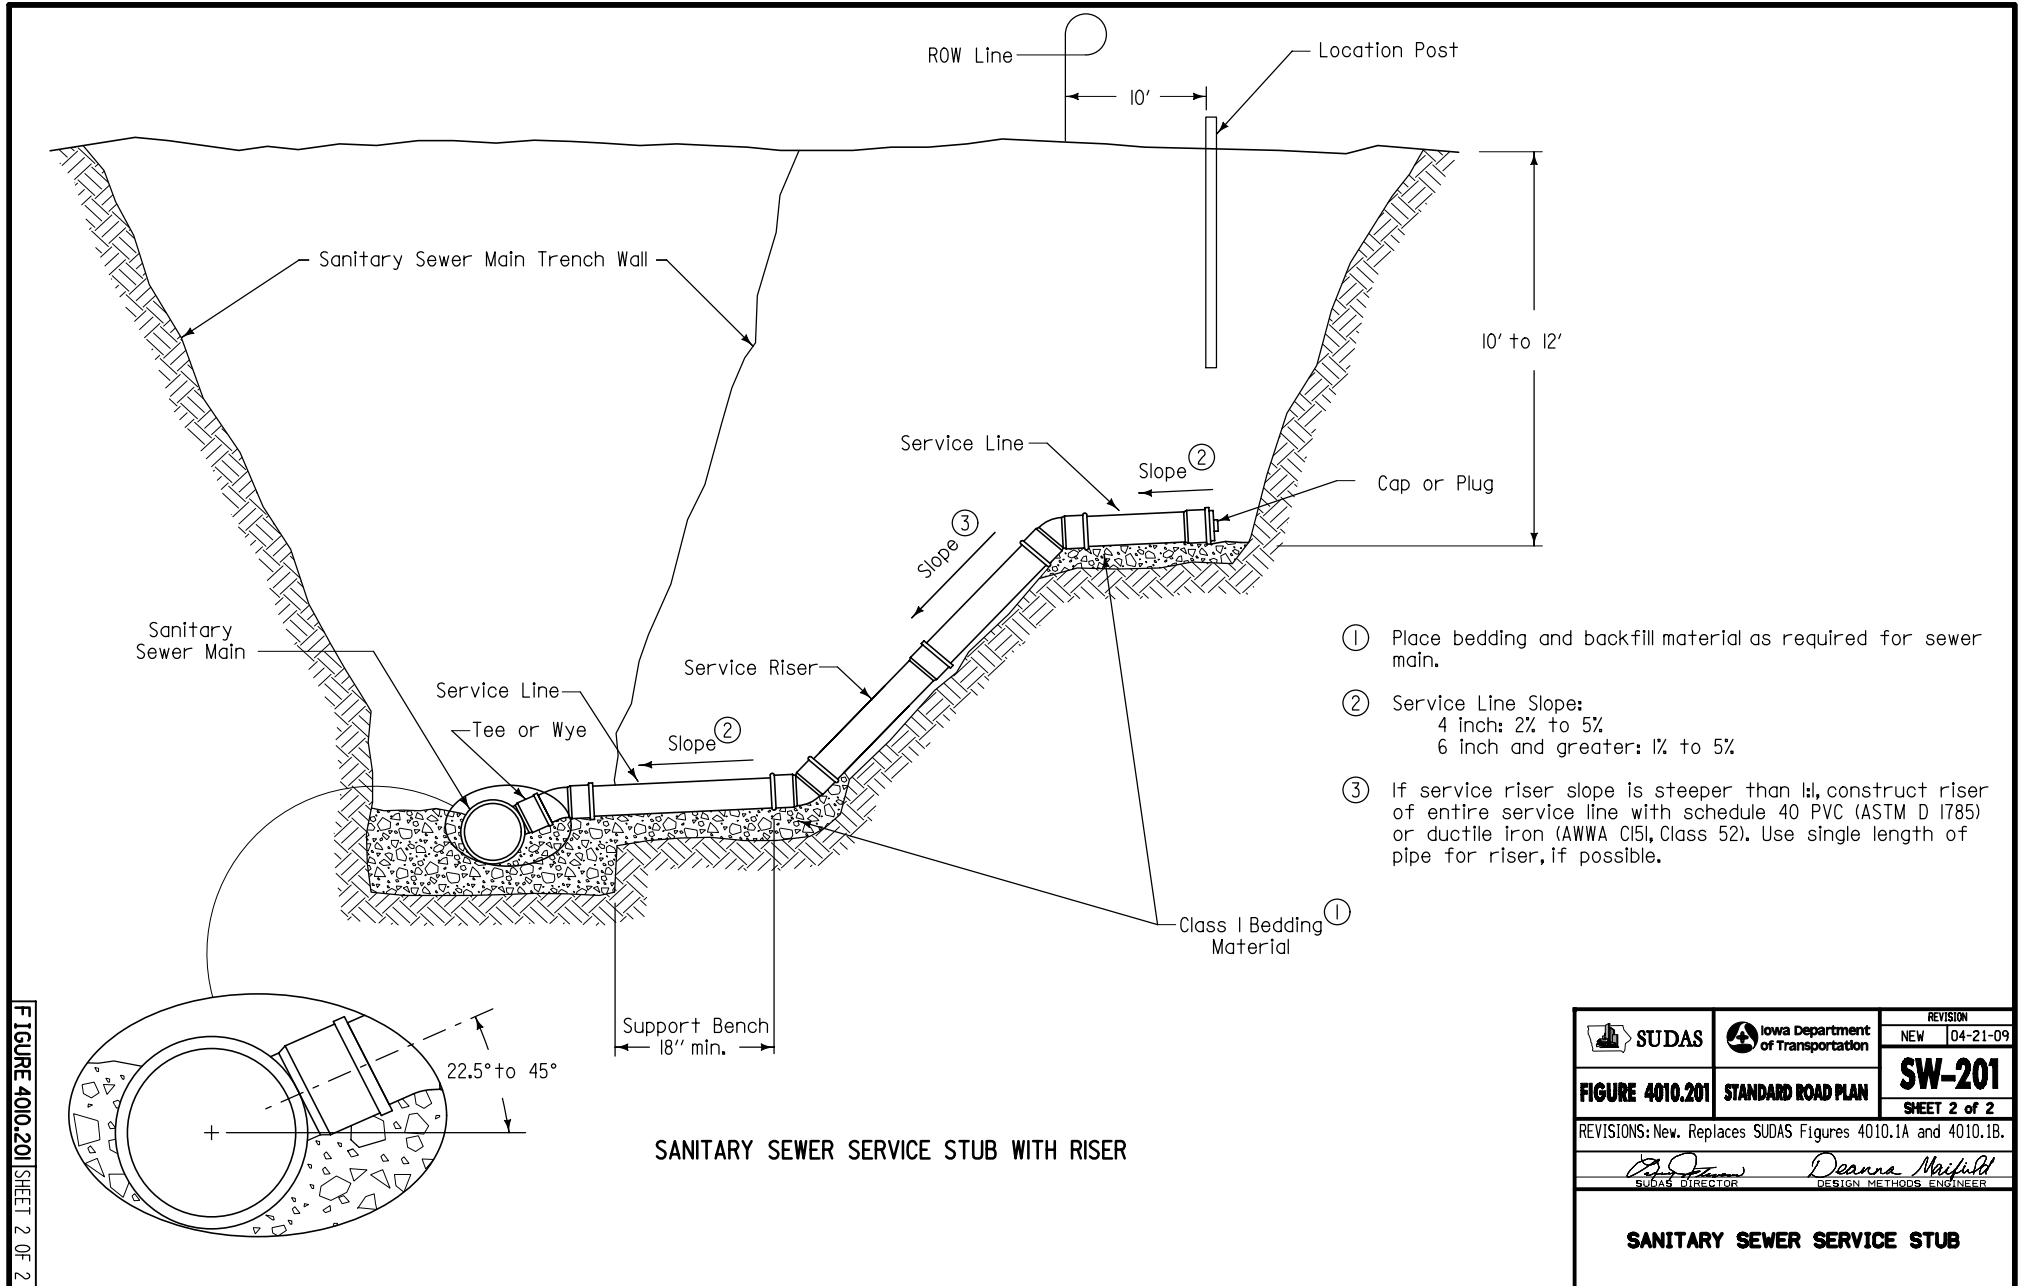 ROW Line
Location Post
10'
Sanitary Sewer Main Trench Wall
10' to 12'
Service Line
Slope 2
Cap or Plug
Slope 3
Sanitary
Sewer Main
Service Riser
Service Line
Tee or Wye
Slope 2
1 Place bedding and backfill material as required for sewer
main.
2 Service Line Slope:
4 inch: 2% to 5%
6 inch and greater: 1% to 5%
3 If service riser slope is steeper than 1:1, construct riser
of entire service line with schedule 40 PVC (ASTM D 1785)
or ductile iron (AWWA C151, Class 52). Use single length of
pipe for riser, if possible.
Class I Bedding 1
Material
Support Bench
18" min.
22.5° to 45°
SANITARY SEWER SERVICE STUB WITH RISER
FIGURE 4010.201 SHEET 2 OF 2
SUDAS
Iowa Department
of Transportation
REVISION
NEW 04-21-09
FIGURE 4010.201
STANDARD ROAD PLAN
SW-201
SHEET 2 of 2
REVISIONS: New. Replaces SUDAS Figures 4010.1A and 4010.1B.
Deanna Maifield
SUDAS DIRECTOR
DESIGN METHODS ENGINEER
SANITARY SEWER SERVICE STUB